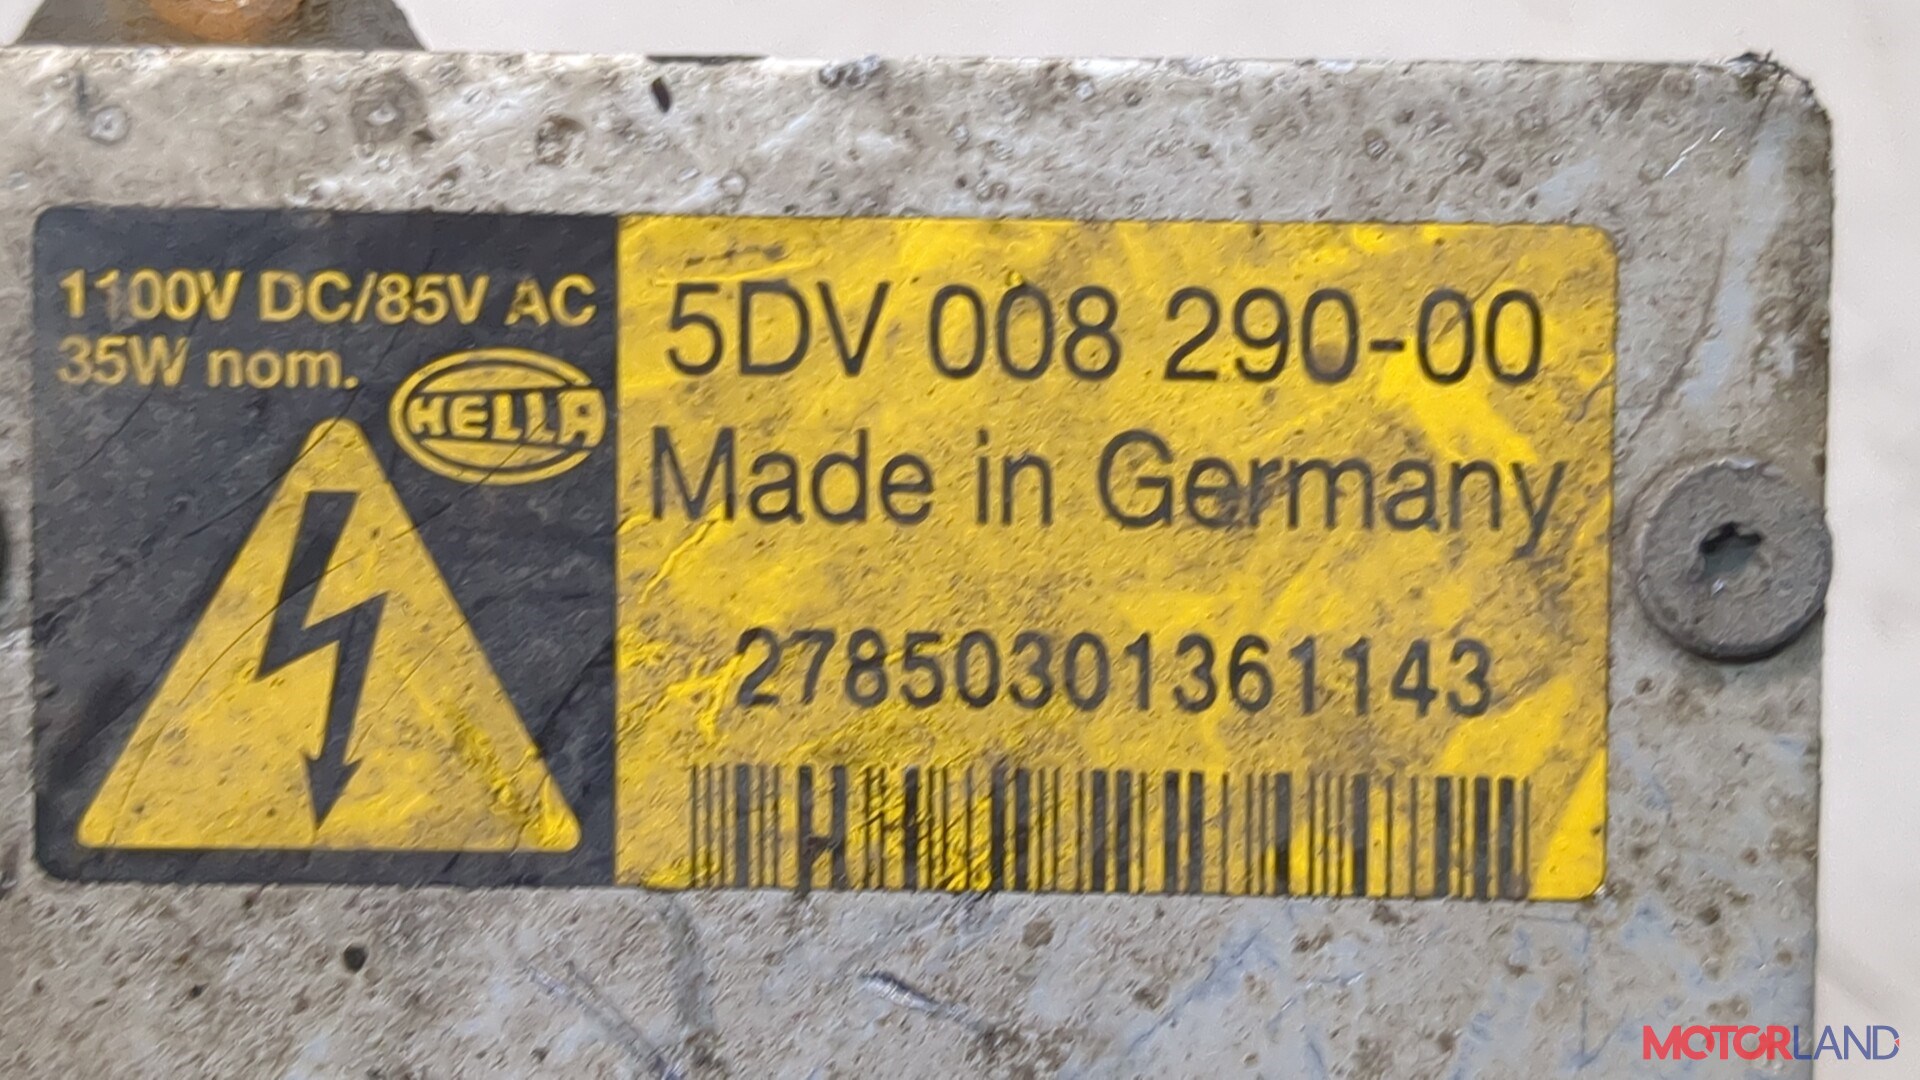 1100V DC/85V AC
35W nom.
HELLA
5DV 008 290-00
Made in Germany
27850301361143
MOTORLAND